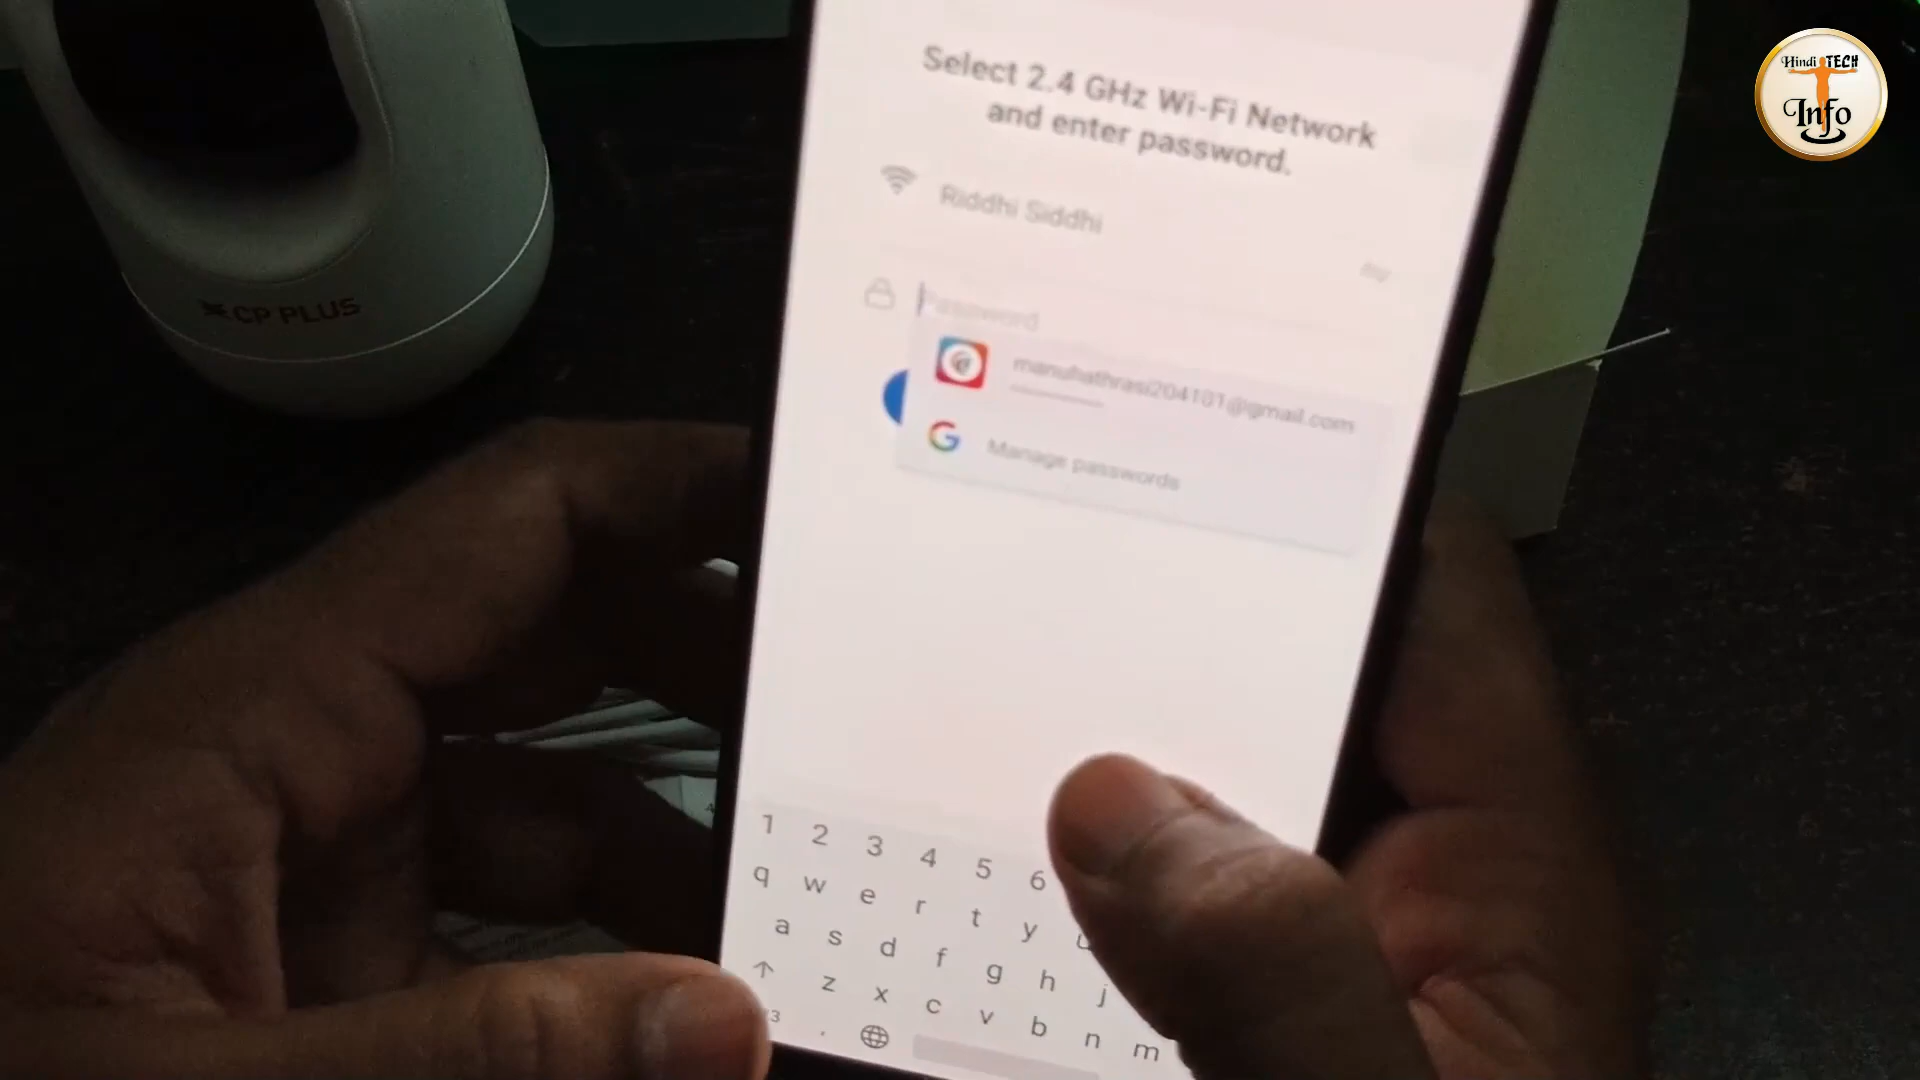 Hindi TECH
Info
Select 2.4 GHz Wi-Fi Network
and enter password.
Riddhi Siddhi
Password
manuhathrasi204101@gmail.com
Manage passwords
CP PLUS
1 2 3 4 5 6
q w e r t y u
a s d f g h j
z x c v b n m